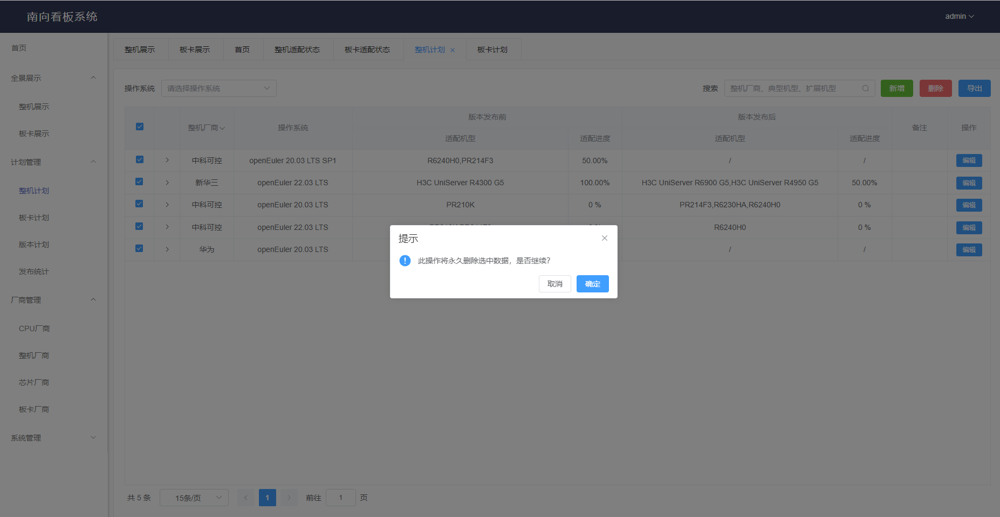 南向看板系统
admin
首页
全景展示
整机展示
板卡展示
计划管理
整机计划
板卡计划
版本计划
发布统计
厂商管理
CPU厂商
整机厂商
芯片厂商
板卡厂商
系统管理
整机展示 板卡展示 首页 整机适配状态 板卡适配状态 整机计划 板卡计划
操作系统 请选择操作系统 搜索 整机厂商、典型机型、扩展机型 新增 删除 导出
整机厂商 操作系统 版本发布前 版本发布后 备注 操作
适配机型 适配进度 适配机型 适配进度
中科可控 openEuler 20.03 LTS SP1 R6240H0,PR214F3 50.00% / / 编辑
新华三 openEuler 22.03 LTS H3C UniServer R4300 G5 100.00% H3C UniServer R6900 G5,H3C UniServer R4950 G5 50.00% 编辑
中科可控 openEuler 20.03 LTS PR210K 0 % PR214F3,R6230HA,R6240H0 0 % 编辑
中科可控 openEuler 22.03 LTS R6240H0 0 % 编辑
华为 openEuler 20.03 LTS / / 编辑
提示
此操作将永久删除选中数据，是否继续？
取消 确定
共 5 条 15条/页 1 前往 1 页